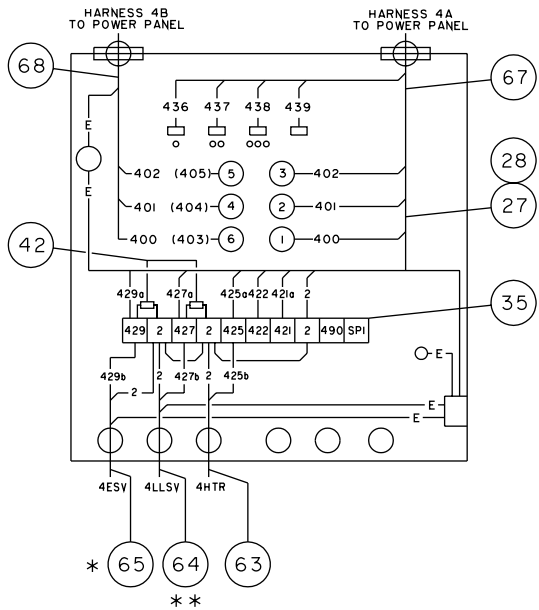 HARNESS 4B
TO POWER PANEL
HARNESS 4A
TO POWER PANEL
68
67
436 437 438 439
E
28
E
402 (405) 5 3 402
401 (404) 4 2 401
27
400 (403) 6 1 400
42
429a 427a 425a 422 421a 2
35
429 2 427 2 425 422 421 2 490 SP1
E
429b 2 427b 2 425b
2
E
E
4ESV 4LLSV 4HTR
* 65 64 63
**